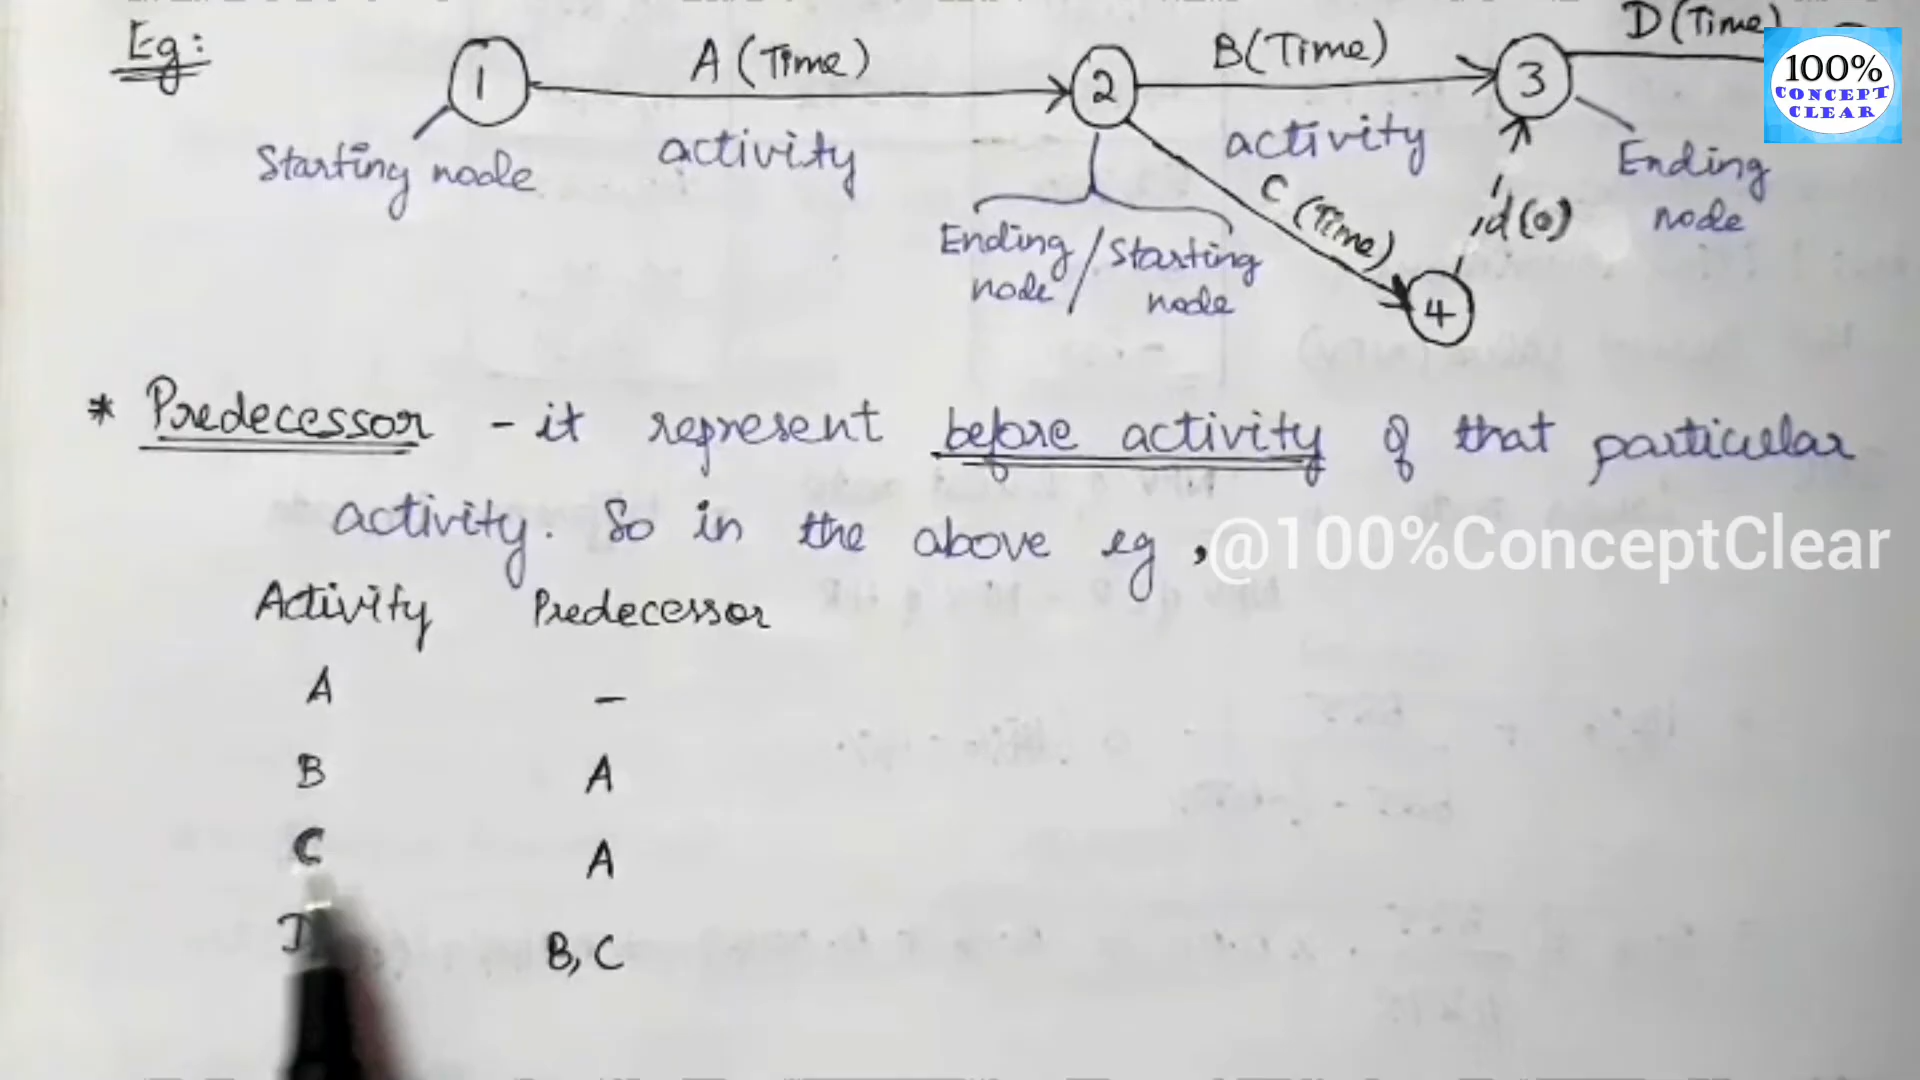 Eg:
A (Time)
B (Time)
D (Time)
1
2
3
100%
CONCEPT
CLEAR
Starting node
activity
activity
Ending
node
C (Time)
d(0)
Ending
node
/
Starting
node
4
* Predecessor - it represent before activity of that particular
activity. So in the above eg,
@100%ConceptClear
Activity Predecessor
A -
B A
C A
D B, C